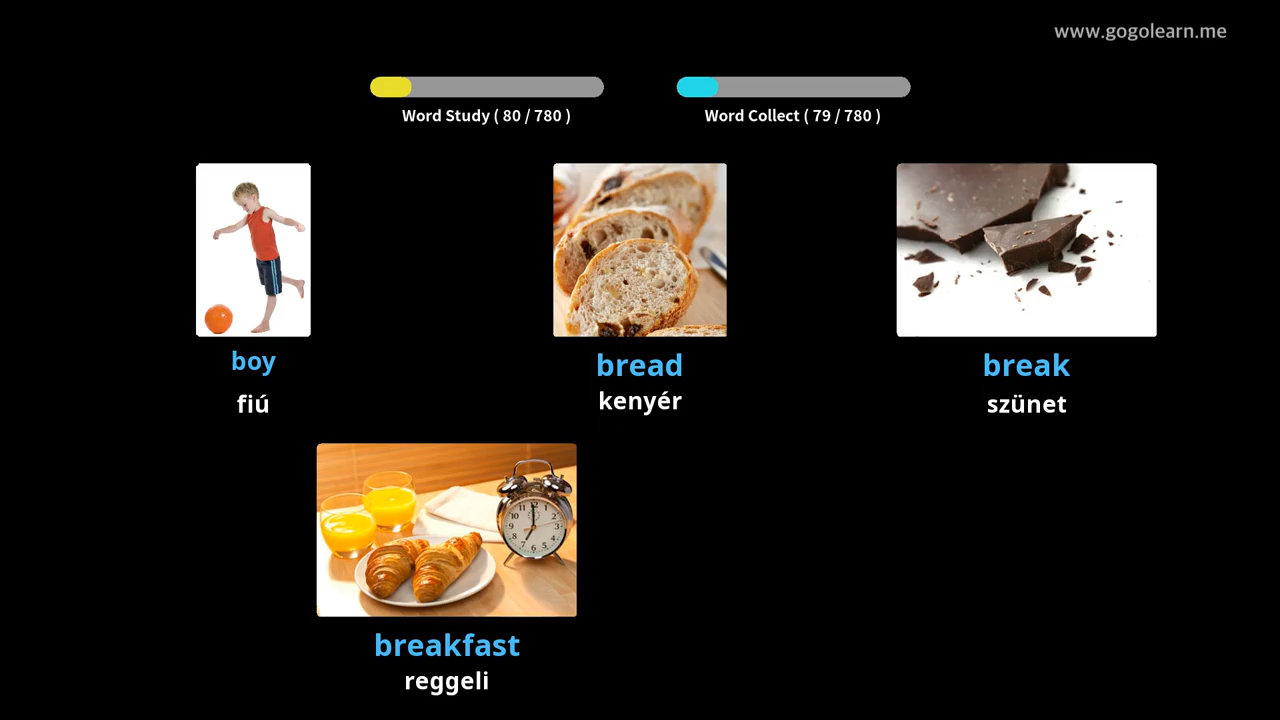 www.gogolearn.me
Word Study ( 80 / 780 )
Word Collect ( 79 / 780 )
boy
fiú
bread
kenyér
break
szünet
breakfast
reggeli